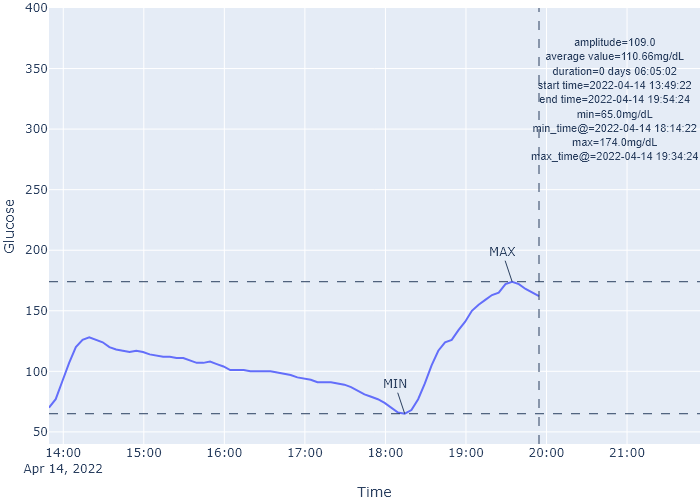 400
350
300
250
200
150
100
50
Glucose
amplitude=109.0
average value=110.66mg/dL
duration=0 days 06:05:02
start time=2022-04-14 13:49:22
end time=2022-04-14 19:54:24
min=65.0mg/dL
min_time@=2022-04-14 18:14:22
max=174.0mg/dL
max_time@=2022-04-14 19:34:24
MAX
MIN
14:00 15:00 16:00 17:00 18:00 19:00 20:00 21:00
Apr 14, 2022
Time